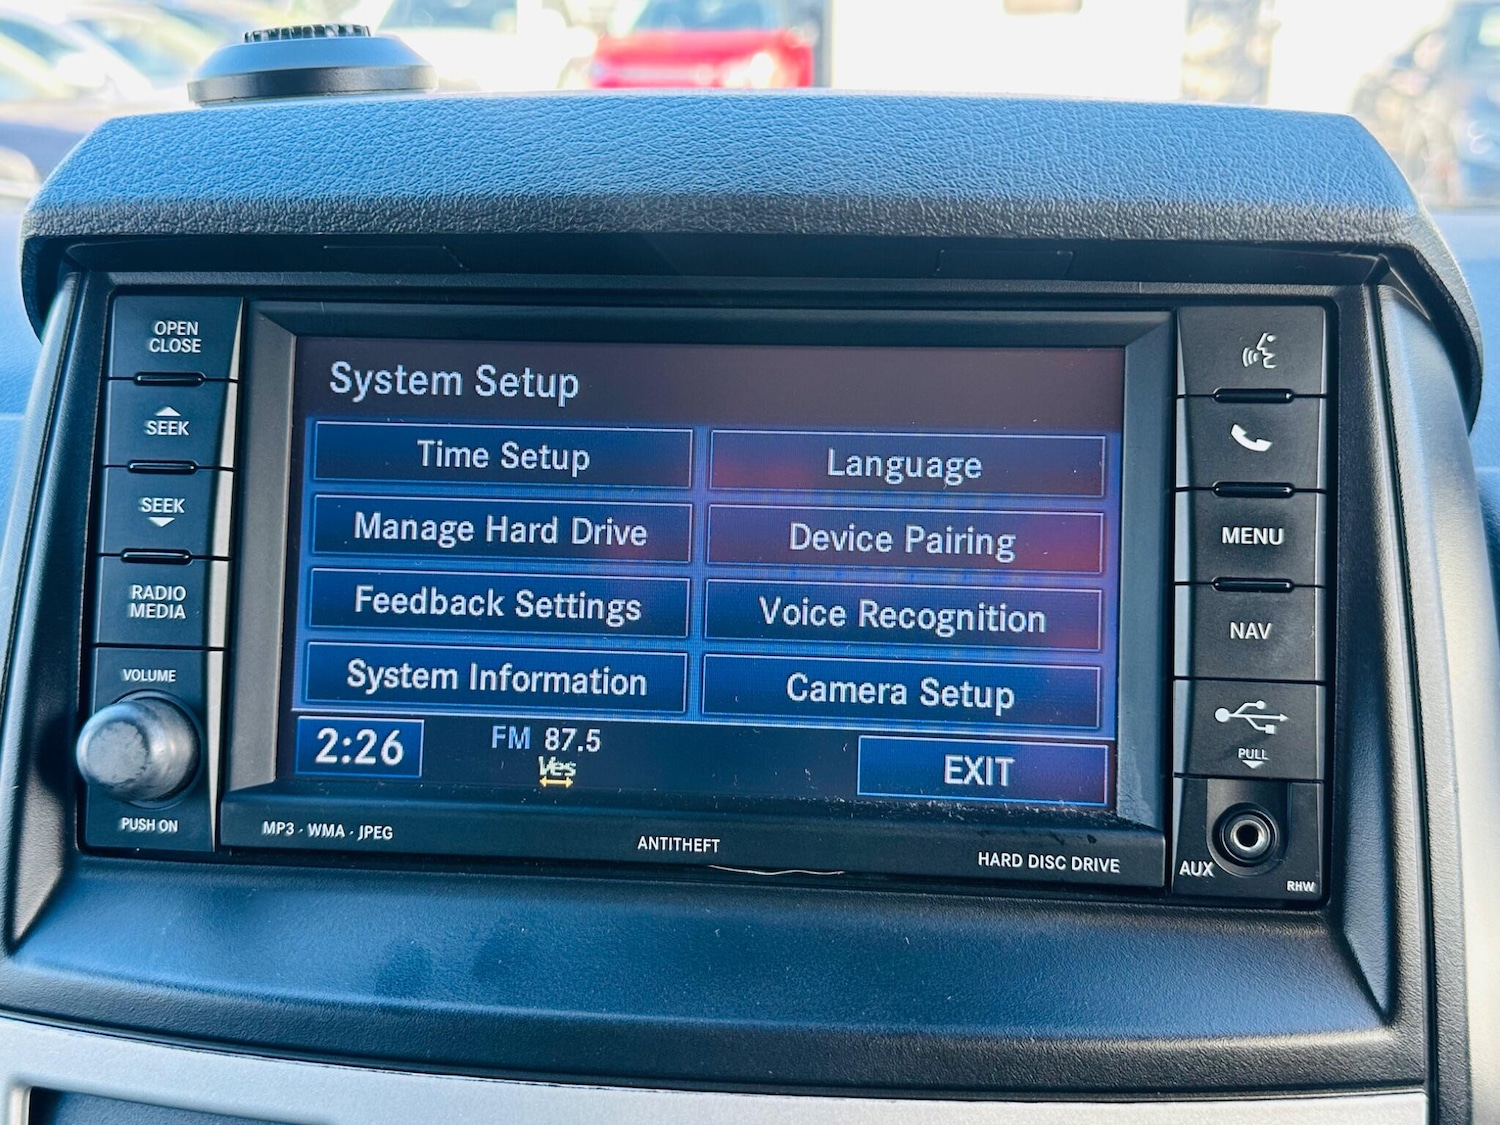 OPEN
CLOSE
SEEK
SEEK
RADIO
MEDIA
VOLUME
PUSH ON
System Setup
Time Setup
Language
Manage Hard Drive
Device Pairing
Feedback Settings
Voice Recognition
System Information
Camera Setup
2:26
FM 87.5
Ves
EXIT
MP3 · WMA · JPEG
ANTITHEFT
HARD DISC DRIVE
MENU
NAV
PULL
AUX
RHW